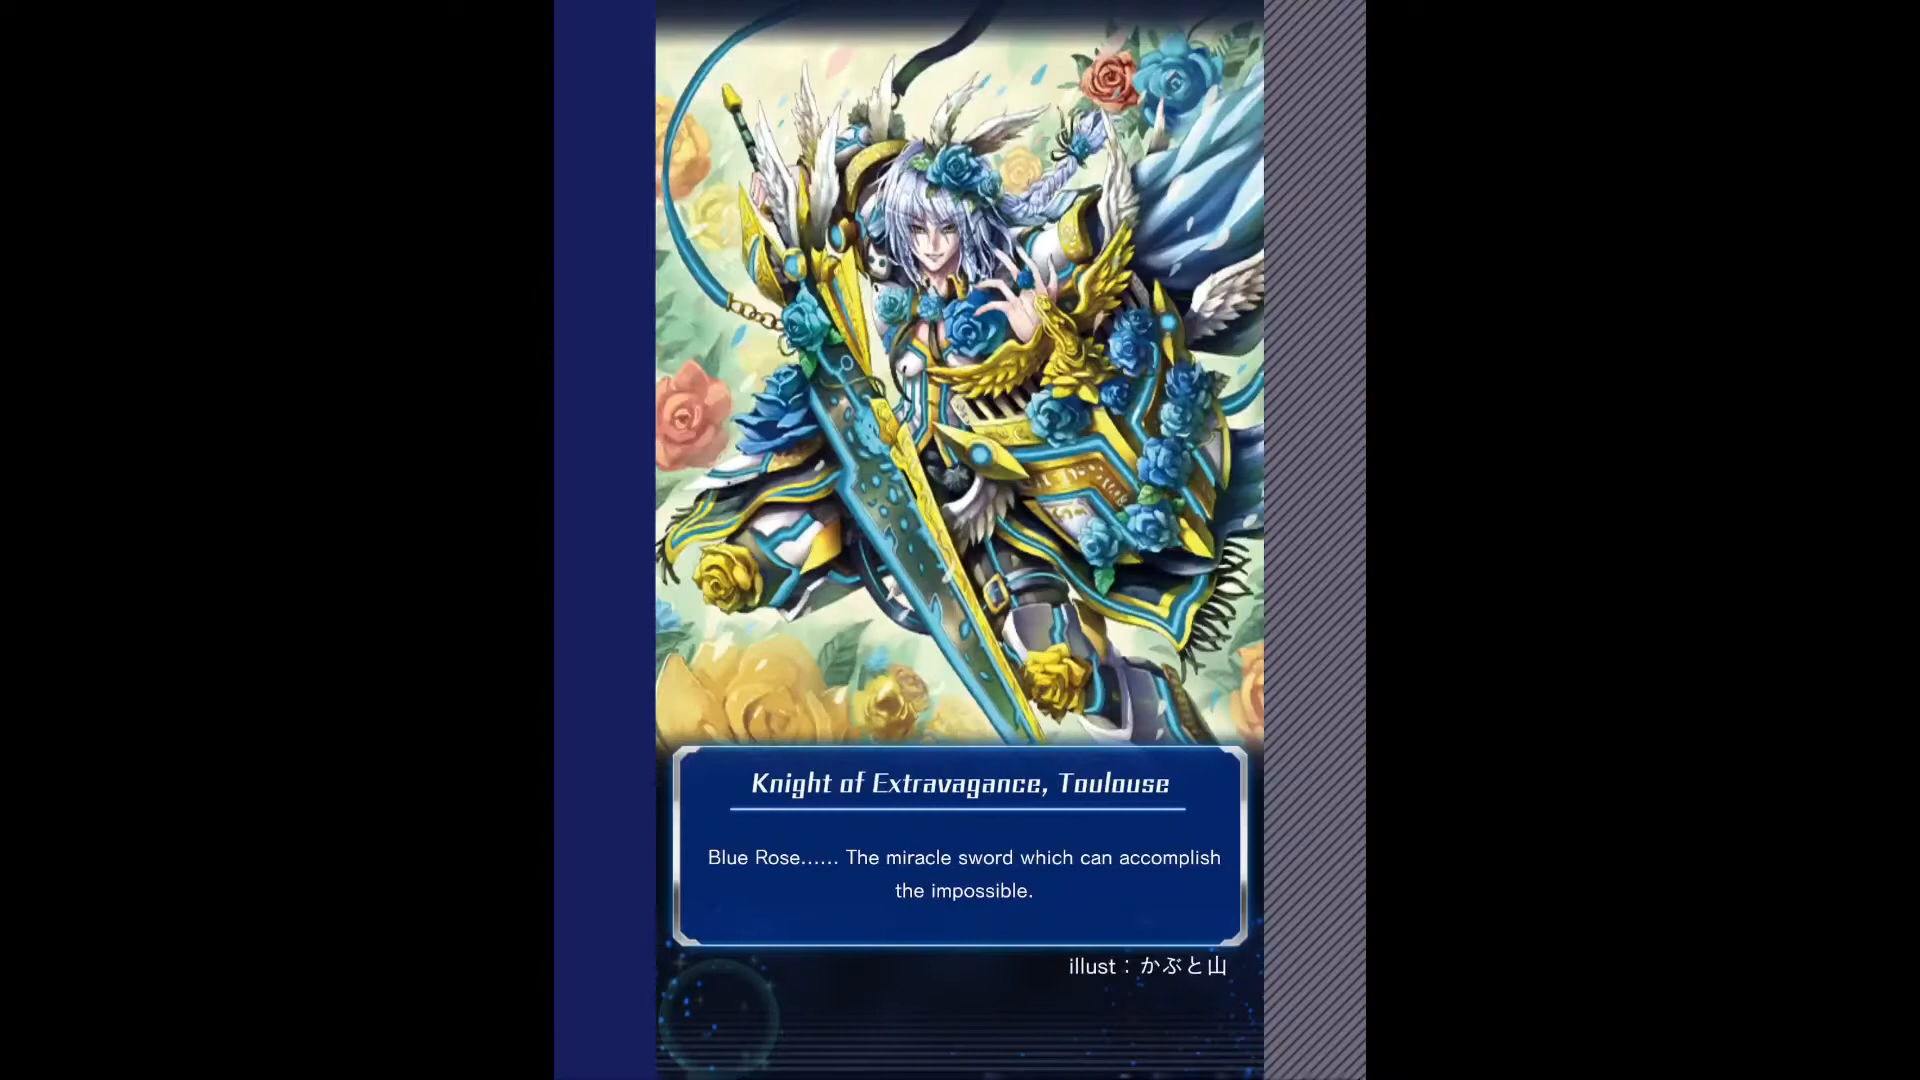 Knight of Extravagance, Toulouse
Blue Rose...... The miracle sword which can accomplish
the impossible.
illust：かぶと山